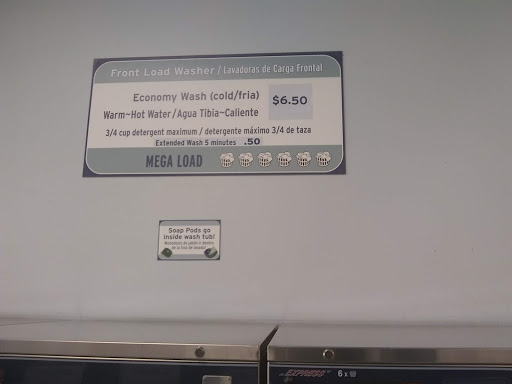 Front Load Washer / Lavadoras de Carga Frontal
Economy Wash (cold/fria)
$6.50
Warm~Hot Water/Agua Tibia~Caliente
3/4 cup detergent maximum / detergente máximo 3/4 de taza
Extended Wash 5 minutes .50
MEGA LOAD
Soap Pods go
inside wash tub!
EXPRESS
6 x